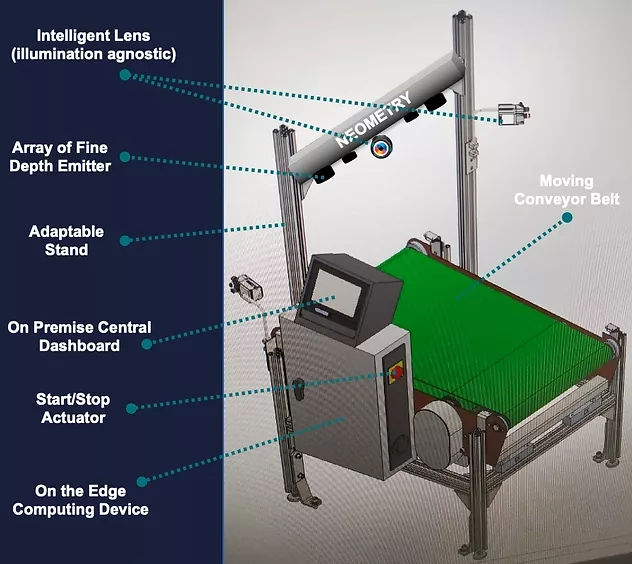 Intelligent Lens
(illumination agnostic)
Array of Fine
Depth Emitter
Adaptable
Stand
On Premise Central
Dashboard
Start/Stop
Actuator
On the Edge
Computing Device
NEOMETRY
Moving
Conveyor Belt